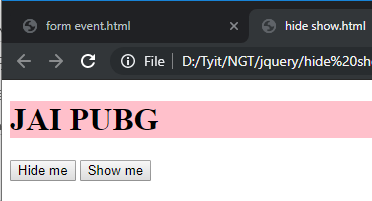 form event.html
hide show.html
File D:/Tyit/NGT/jquery/hide%20sh
JAI PUBG
Hide me Show me